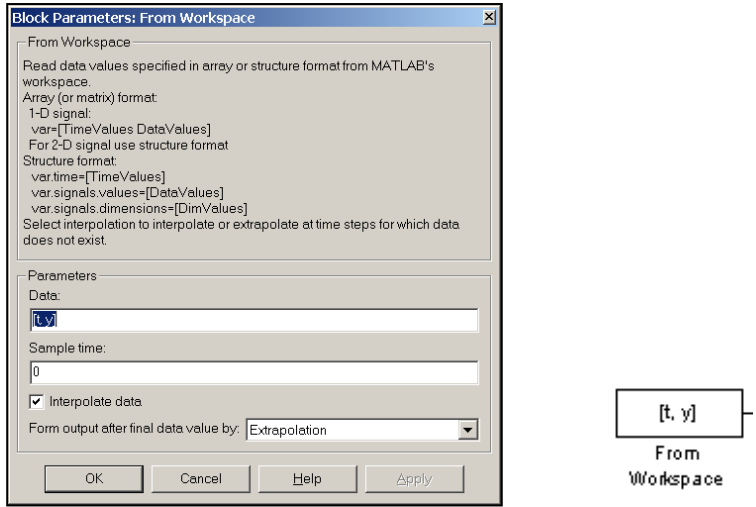 Block Parameters: From Workspace
From Workspace
Read data values specified in array or structure format from MATLAB's
workspace.
Array (or matrix) format:
1-D signal:
var=[TimeValues DataValues]
For 2-D signal use structure format
Structure format:
var.time=[TimeValues]
var.signals.values=[DataValues]
var.signals.dimensions=[DimValues]
Select interpolation to interpolate or extrapolate at time steps for which data
does not exist.
Parameters
Data:
[t y]
Sample time:
0
Interpolate data
Form output after final data value by: Extrapolation
OK Cancel Help Apply
[t, y]
From
Workspace